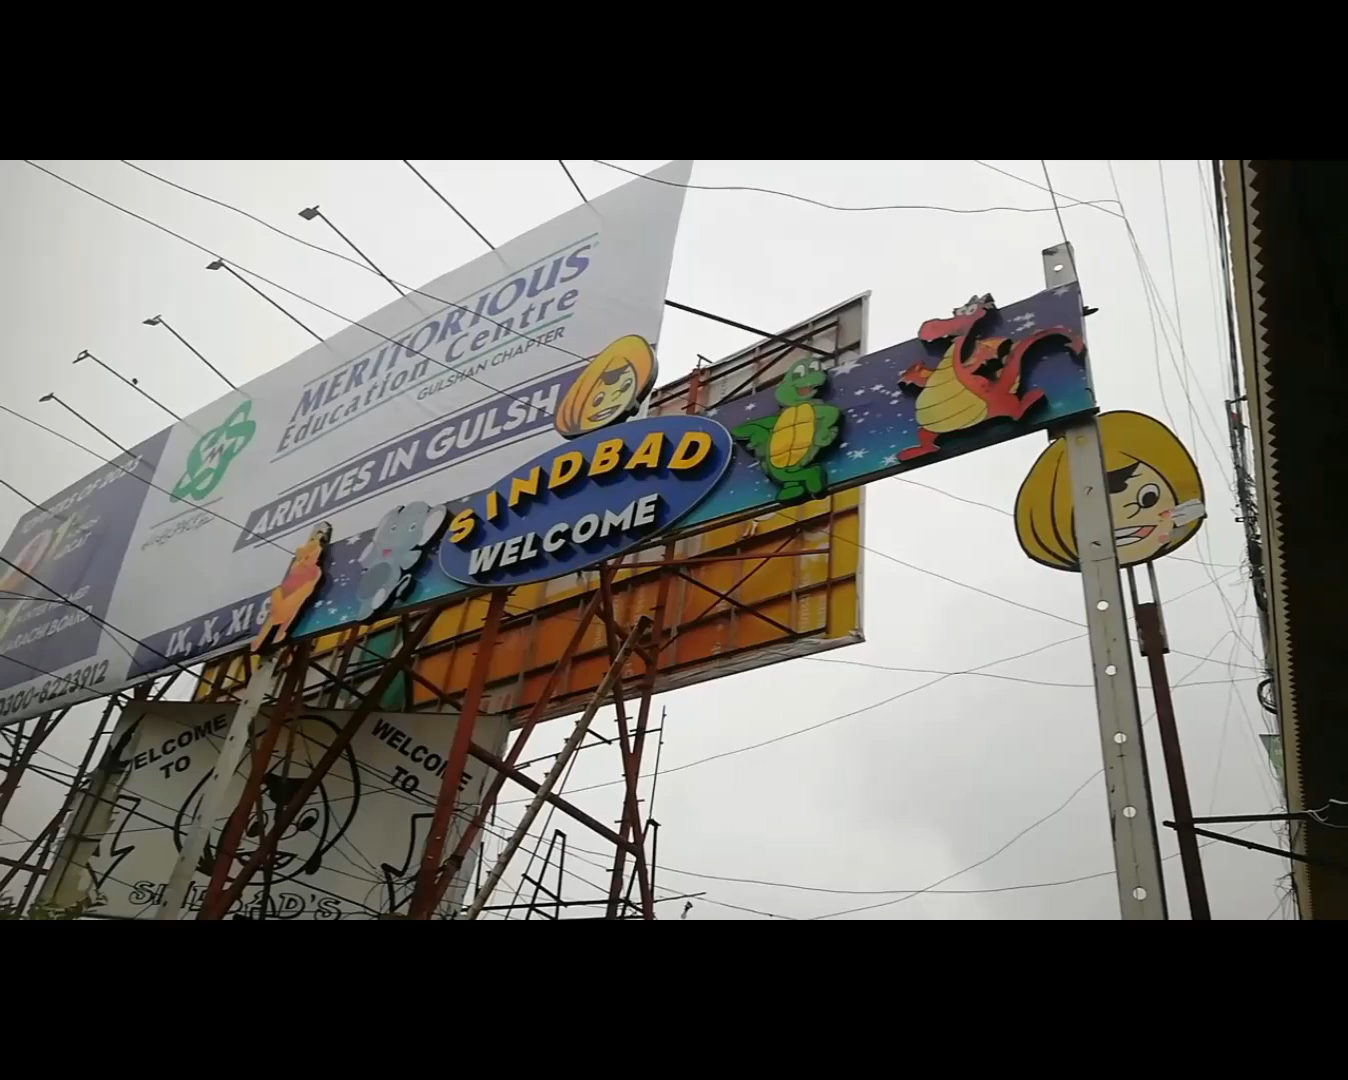 MERITORIOUS
Education Centre
GULSHAN CHAPTER
ARRIVES IN GULSH
IX, X, XI &
KARACHI BOARD
0300-8223912
SINDBAD
WELCOME
WELCOME
TO
WELCOME
TO
SINDBAD'S